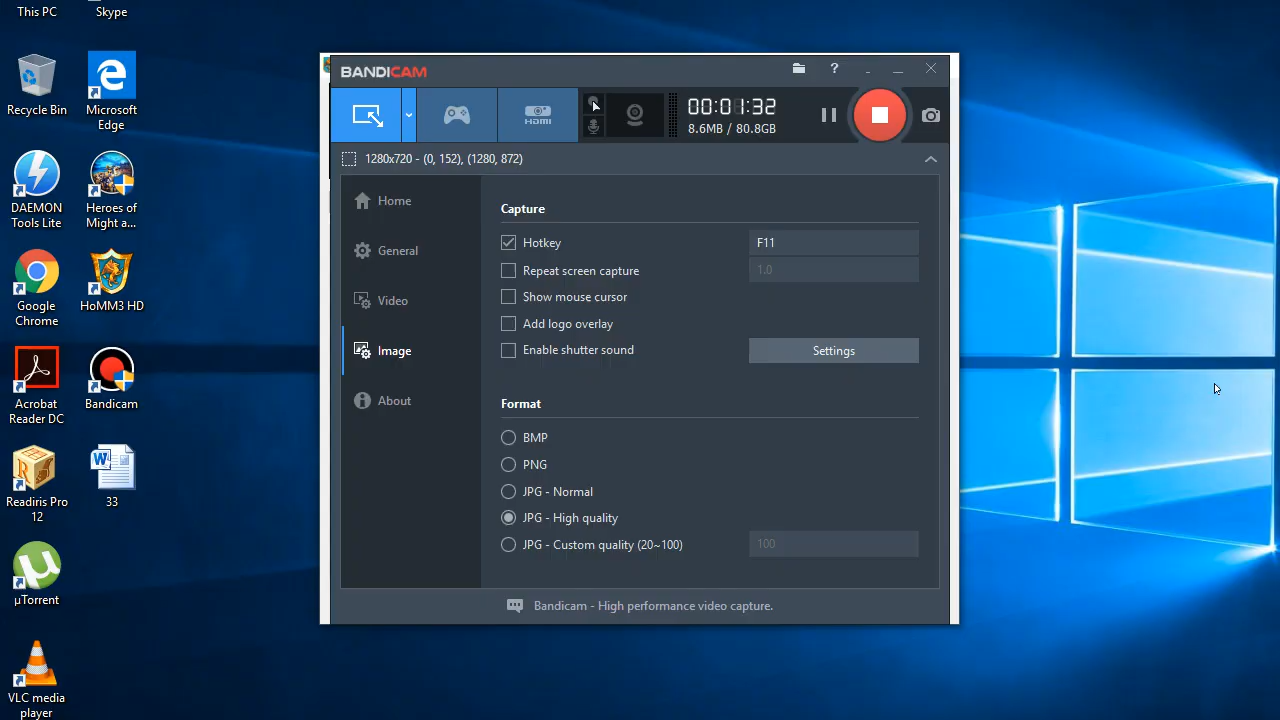 This PC
Skype
Recycle Bin
Microsoft
Edge
DAEMON
Tools Lite
Heroes of
Might a...
Google
Chrome
HoMM3 HD
Acrobat
Reader DC
Bandicam
Readiris Pro
12
33
µTorrent
VLC media
player
BANDICAM
?
HDMI
00:01:32
8.6MB / 80.8GB
1280x720 - (0, 152), (1280, 872)
Home
General
Video
Image
About
Capture
Hotkey
F11
Repeat screen capture
1.0
Show mouse cursor
Add logo overlay
Enable shutter sound
Settings
Format
BMP
PNG
JPG - Normal
JPG - High quality
JPG - Custom quality (20~100)
100
Bandicam - High performance video capture.